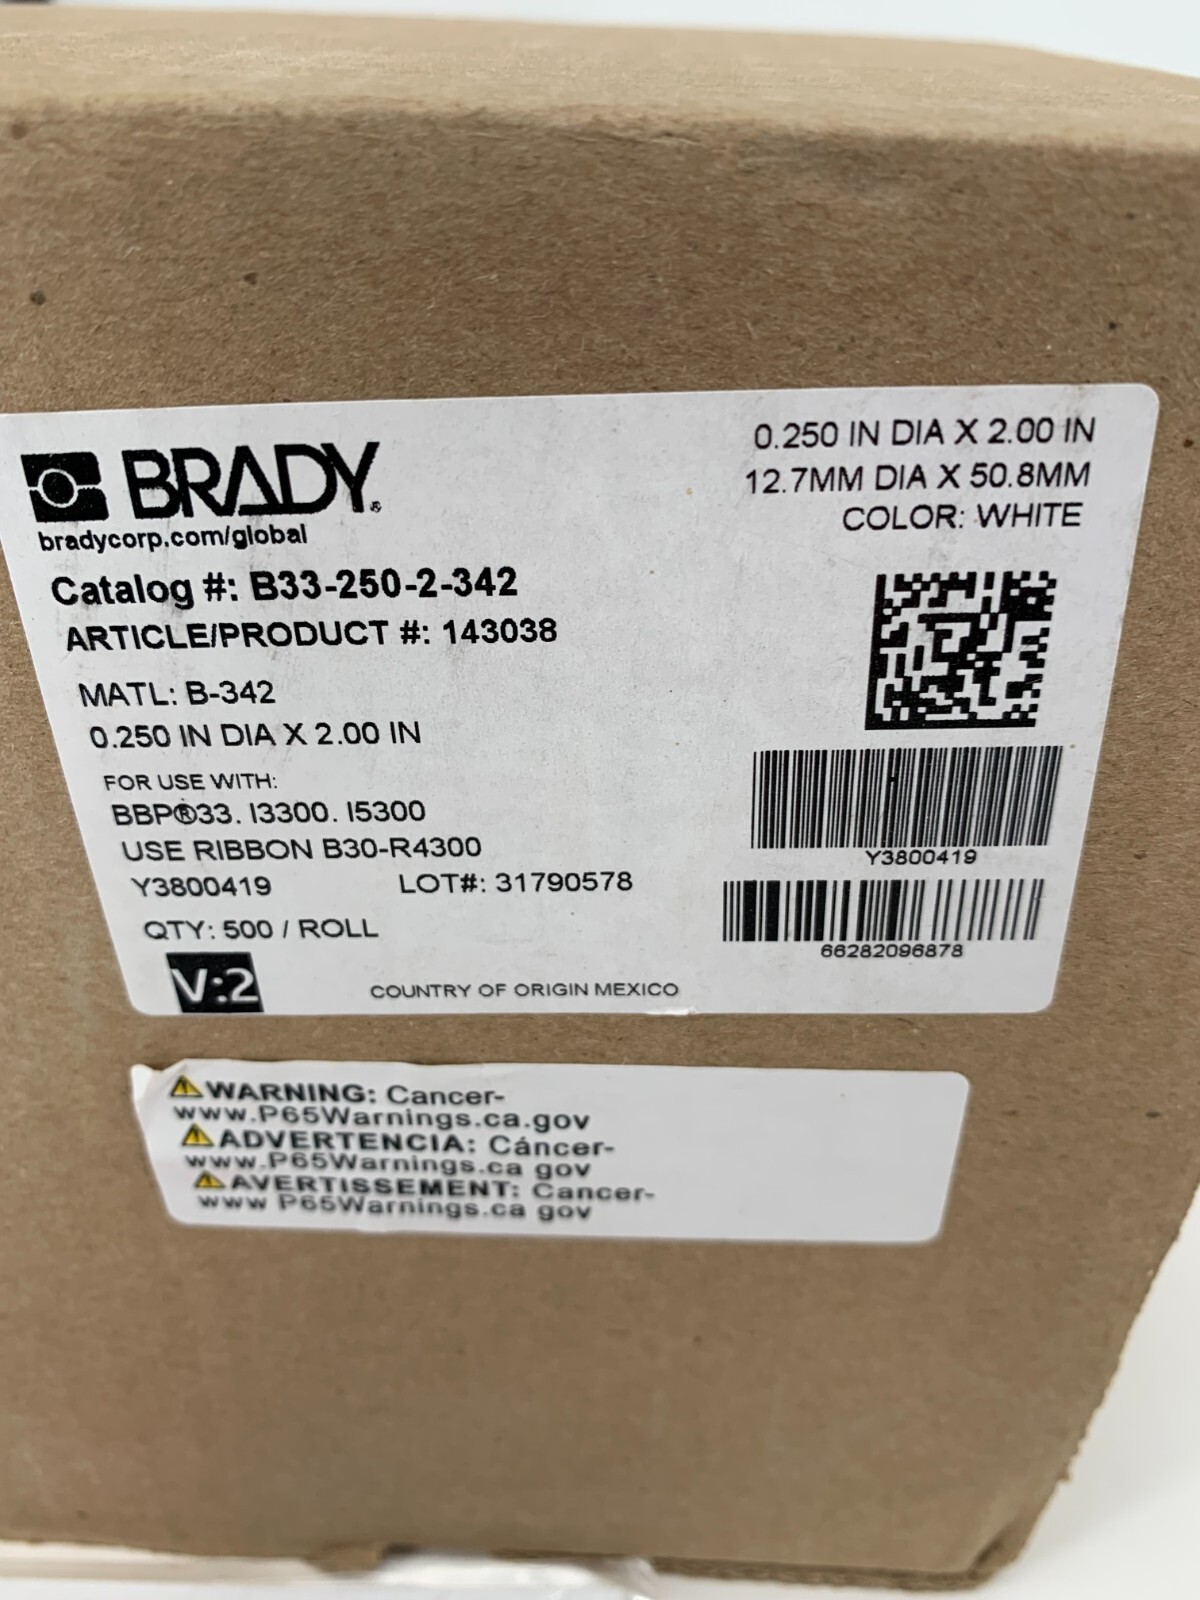 BRADY®
bradycorp.com/global
0.250 IN DIA X 2.00 IN
12.7MM DIA X 50.8MM
COLOR: WHITE
Catalog #: B33-250-2-342
ARTICLE/PRODUCT #: 143038
MATL: B-342
0.250 IN DIA X 2.00 IN
FOR USE WITH:
BBP®33. I3300. I5300
USE RIBBON B30-R4300
Y3800419 LOT#: 31790578
QTY: 500 / ROLL
V:2
COUNTRY OF ORIGIN MEXICO
Y3800419
66282096878
WARNING: Cancer-
www.P65Warnings.ca.gov
ADVERTENCIA: Cáncer-
www.P65Warnings.ca gov
AVERTISSEMENT: Cancer-
www P65Warnings.ca gov